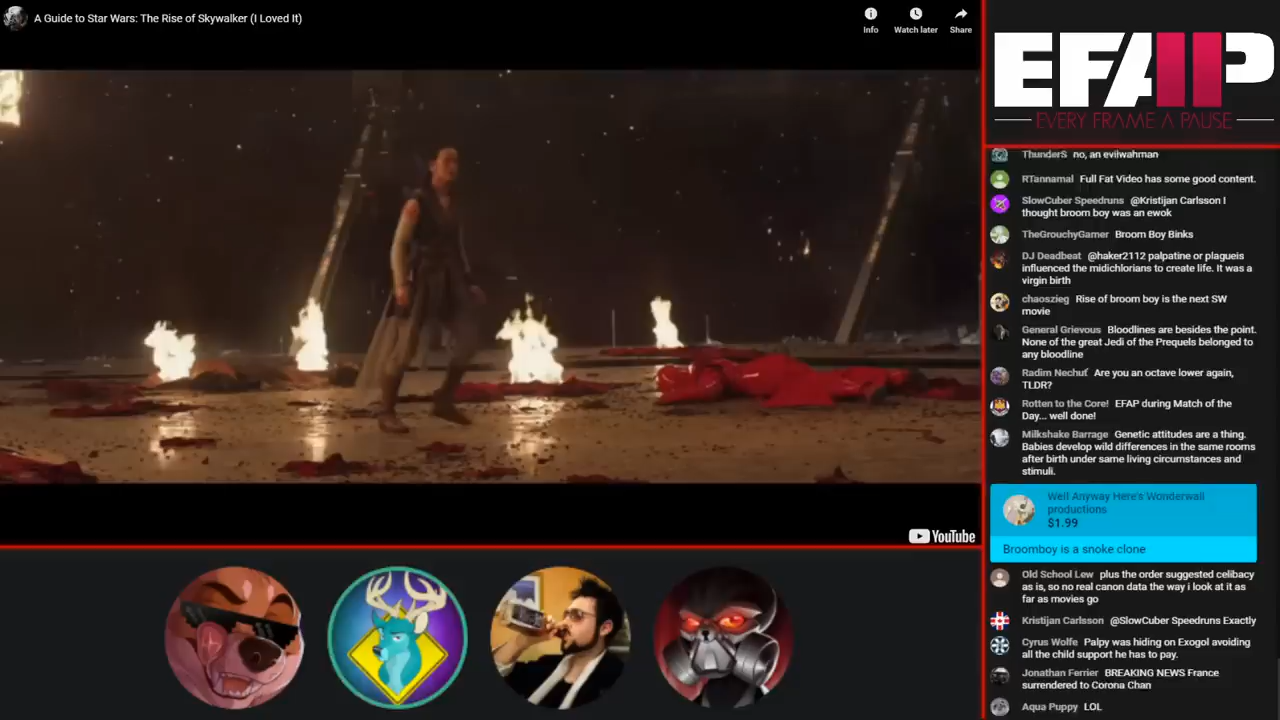 A Guide to Star Wars: The Rise of Skywalker (I Loved It)
Info
Watch later
Share
YouTube
EFAP
EVERY FRAME A PAUSE
ThunderS no, an evilwahman
RTannamal Full Fat Video has some good content.
SlowCuber Speedruns @Kristijan Carlsson I
thought broom boy was an ewok
TheGrouchyGamer Broom Boy Binks
DJ Deadbeat @haker2112 palpatine or plagueis
influenced the midichlorians to create life. It was a
virgin birth
chaoszieg Rise of broom boy is the next SW
movie
General Grievous Bloodlines are besides the point.
None of the great Jedi of the Prequels belonged to
any bloodline
Radim Nechuť Are you an octave lower again,
TLDR?
Rotten to the Core! EFAP during Match of the
Day... well done!
Milkshake Barrage Genetic attitudes are a thing.
Babies develop wild differences in the same rooms
after birth under same living circumstances and
stimuli.
Well Anyway Here's Wonderwall
productions
$1.99
Broomboy is a snoke clone
Old School Lew plus the order suggested celibacy
as is, so no real canon data the way i look at it as
far as movies go
Kristijan Carlsson @SlowCuber Speedruns Exactly
Cyrus Wolfe Palpy was hiding on Exogol avoiding
all the child support he has to pay.
Jonathan Ferrier BREAKING NEWS France
surrendered to Corona Chan
Aqua Puppy LOL